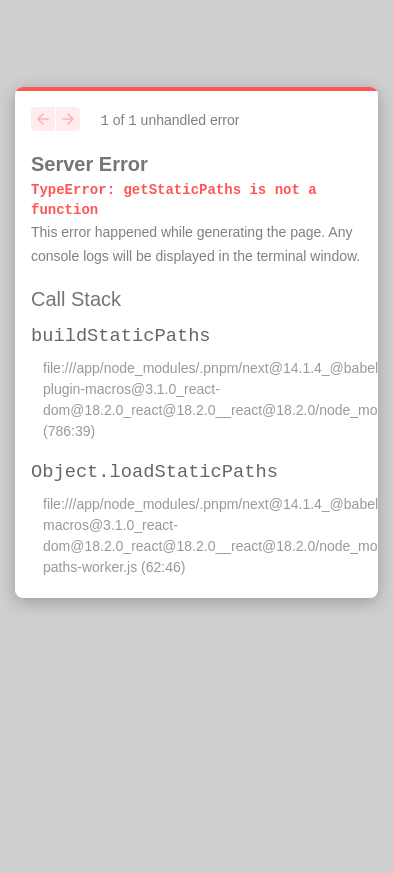 1 of 1 unhandled error
Server Error
TypeError: getStaticPaths is not a
function
This error happened while generating the page. Any
console logs will be displayed in the terminal window.
Call Stack
buildStaticPaths
file:///app/node_modules/.pnpm/next@14.1.4_@babel
plugin-macros@3.1.0_react-
dom@18.2.0_react@18.2.0__react@18.2.0/node_mo
(786:39)
Object.loadStaticPaths
file:///app/node_modules/.pnpm/next@14.1.4_@babel
macros@3.1.0_react-
dom@18.2.0_react@18.2.0__react@18.2.0/node_mo
paths-worker.js (62:46)